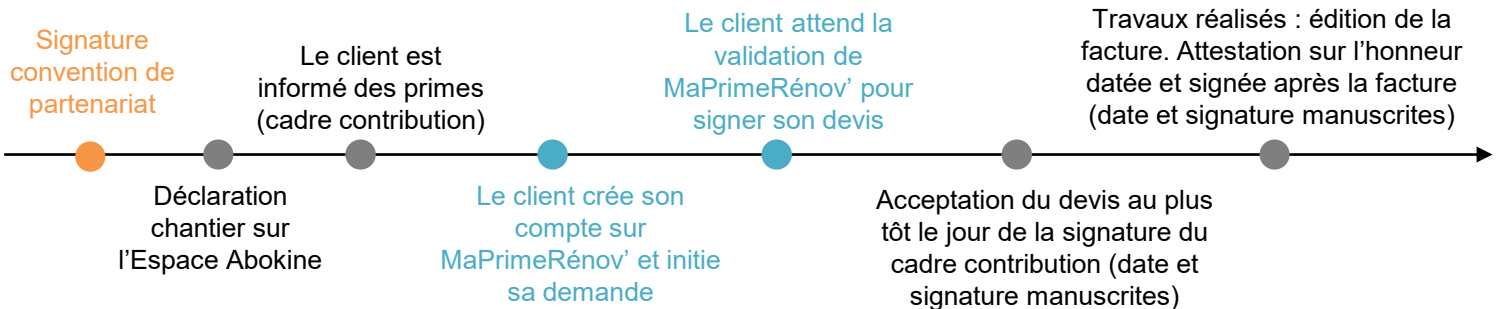 Signature
convention de
partenariat
Déclaration
chantier sur
l’Espace Abokine
Le client est
informé des primes
(cadre contribution)
Le client crée son
compte sur
MaPrimeRénov’ et initie
sa demande
Le client attend la
validation de
MaPrimeRénov’ pour
signer son devis
Acceptation du devis au plus
tôt le jour de la signature du
cadre contribution (date et
signature manuscrites)
Travaux réalisés : édition de la
facture. Attestation sur l’honneur
datée et signée après la facture
(date et signature manuscrites)